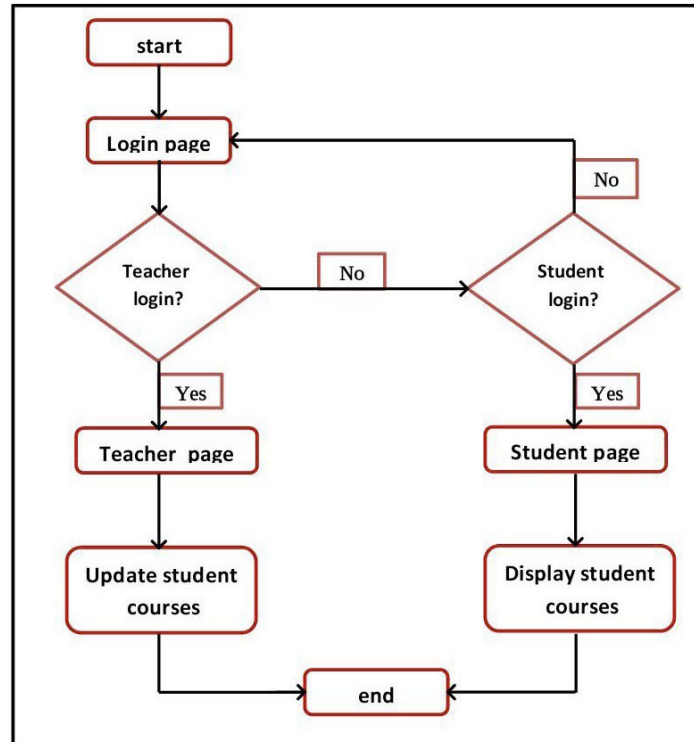 start
Login page
No
Teacher
login?
No
Student
login?
Yes
Yes
Teacher page
Student page
Update student
courses
Display student
courses
end